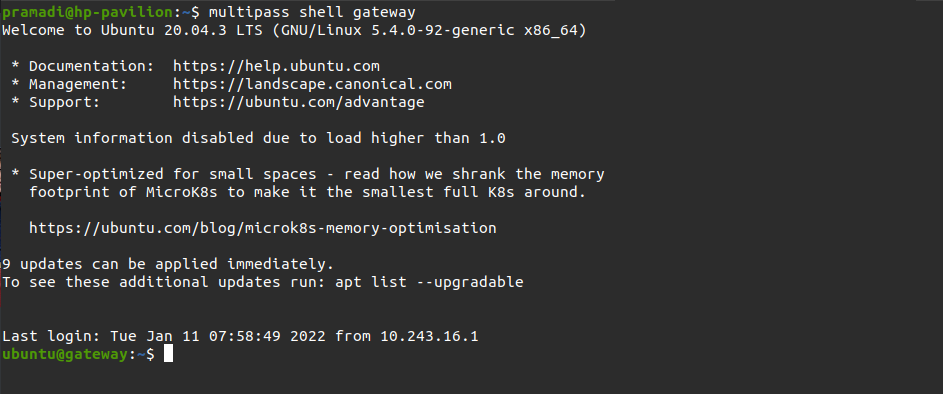 pramadi@hp-pavilion:~$ multipass shell gateway
Welcome to Ubuntu 20.04.3 LTS (GNU/Linux 5.4.0-92-generic x86_64)
* Documentation:  https://help.ubuntu.com
* Management:     https://landscape.canonical.com
* Support:        https://ubuntu.com/advantage
System information disabled due to load higher than 1.0
* Super-optimized for small spaces - read how we shrank the memory
footprint of MicroK8s to make it the smallest full K8s around.
https://ubuntu.com/blog/microk8s-memory-optimisation
9 updates can be applied immediately.
To see these additional updates run: apt list --upgradable
Last login: Tue Jan 11 07:58:49 2022 from 10.243.16.1
ubuntu@gateway:~$